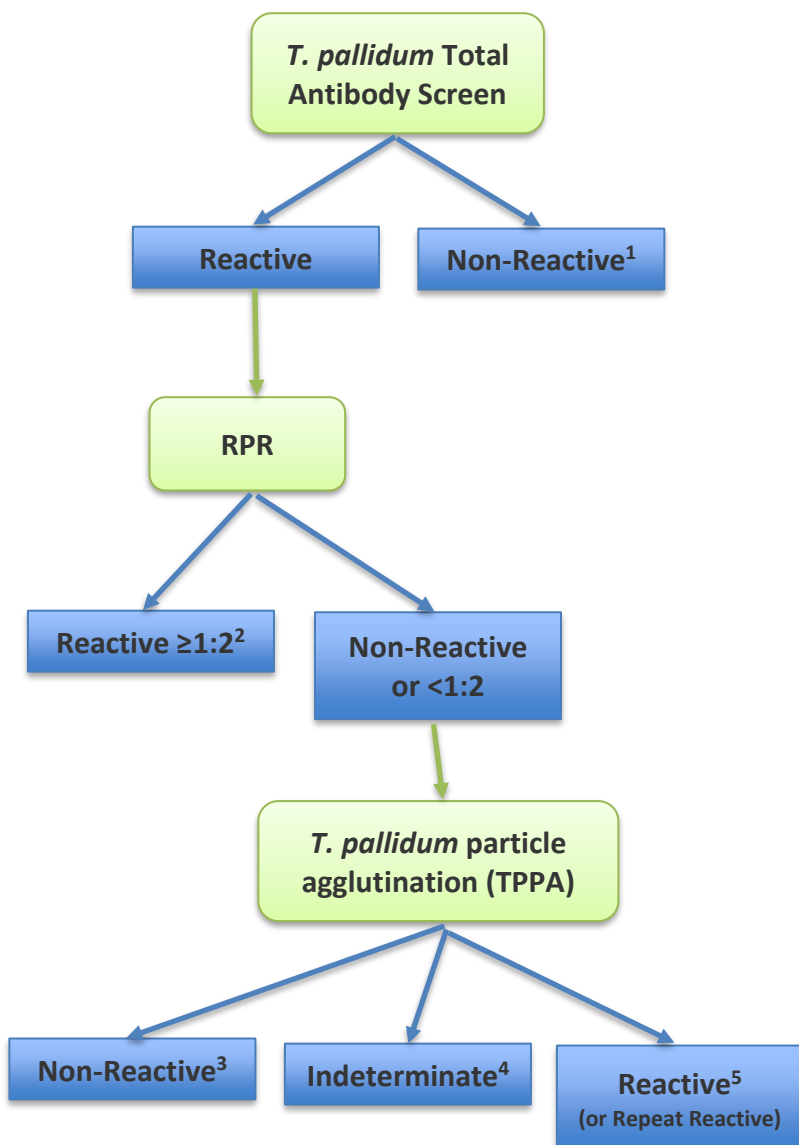 T. pallidum Total
Antibody Screen
Reactive
Non-Reactive¹
RPR
Reactive ≥1:2²
Non-Reactive
or <1:2
T. pallidum particle
agglutination (TPPA)
Non-Reactive³
Indeterminate⁴
Reactive⁵
(or Repeat Reactive)